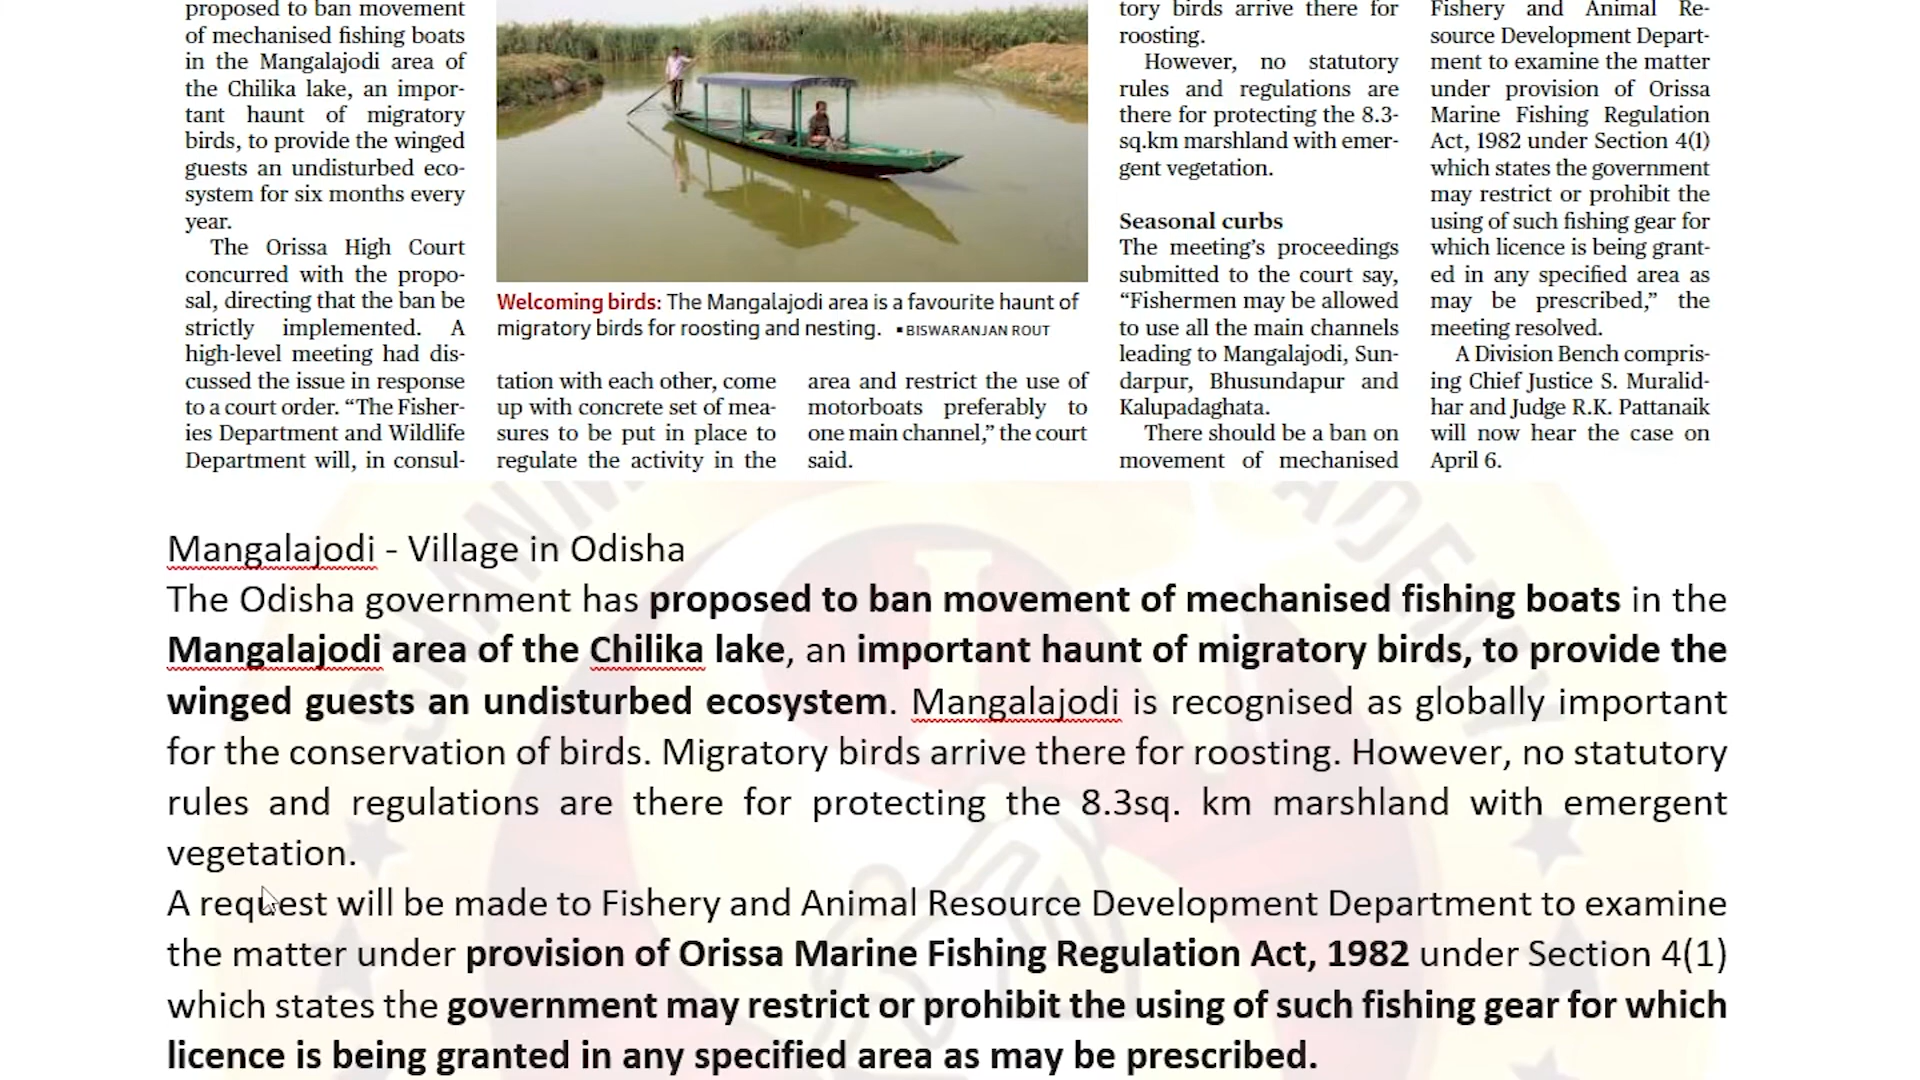 proposed to ban movement
of mechanised fishing boats
in the Mangalajodi area of
the Chilika lake, an impor-
tant haunt of migratory
birds, to provide the winged
guests an undisturbed eco-
system for six months every
year.
The Orissa High Court
concurred with the propo-
sal, directing that the ban be
strictly implemented. A
high-level meeting had dis-
cussed the issue in response
to a court order. “The Fisher-
ies Department and Wildlife
Department will, in consul-
Welcoming birds: The Mangalajodi area is a favourite haunt of
migratory birds for roosting and nesting. ▪BISWARANJAN ROUT
tation with each other, come
up with concrete set of mea-
sures to be put in place to
regulate the activity in the
area and restrict the use of
motorboats preferably to
one main channel,” the court
said.
tory birds arrive there for
roosting.
However, no statutory
rules and regulations are
there for protecting the 8.3-
sq.km marshland with emer-
gent vegetation.
Seasonal curbs
The meeting’s proceedings
submitted to the court say,
“Fishermen may be allowed
to use all the main channels
leading to Mangalajodi, Sun-
darpur, Bhusundapur and
Kalupadaghata.
There should be a ban on
movement of mechanised
Fishery and Animal Re-
source Development Depart-
ment to examine the matter
under provision of Orissa
Marine Fishing Regulation
Act, 1982 under Section 4(1)
which states the government
may restrict or prohibit the
using of such fishing gear for
which licence is being grant-
ed in any specified area as
may be prescribed,” the
meeting resolved.
A Division Bench compris-
ing Chief Justice S. Muralid-
har and Judge R.K. Pattanaik
will now hear the case on
April 6.
Mangalajodi - Village in Odisha
The Odisha government has proposed to ban movement of mechanised fishing boats in the
Mangalajodi area of the Chilika lake, an important haunt of migratory birds, to provide the
winged guests an undisturbed ecosystem. Mangalajodi is recognised as globally important
for the conservation of birds. Migratory birds arrive there for roosting. However, no statutory
rules and regulations are there for protecting the 8.3sq. km marshland with emergent
vegetation.
A request will be made to Fishery and Animal Resource Development Department to examine
the matter under provision of Orissa Marine Fishing Regulation Act, 1982 under Section 4(1)
which states the government may restrict or prohibit the using of such fishing gear for which
licence is being granted in any specified area as may be prescribed.